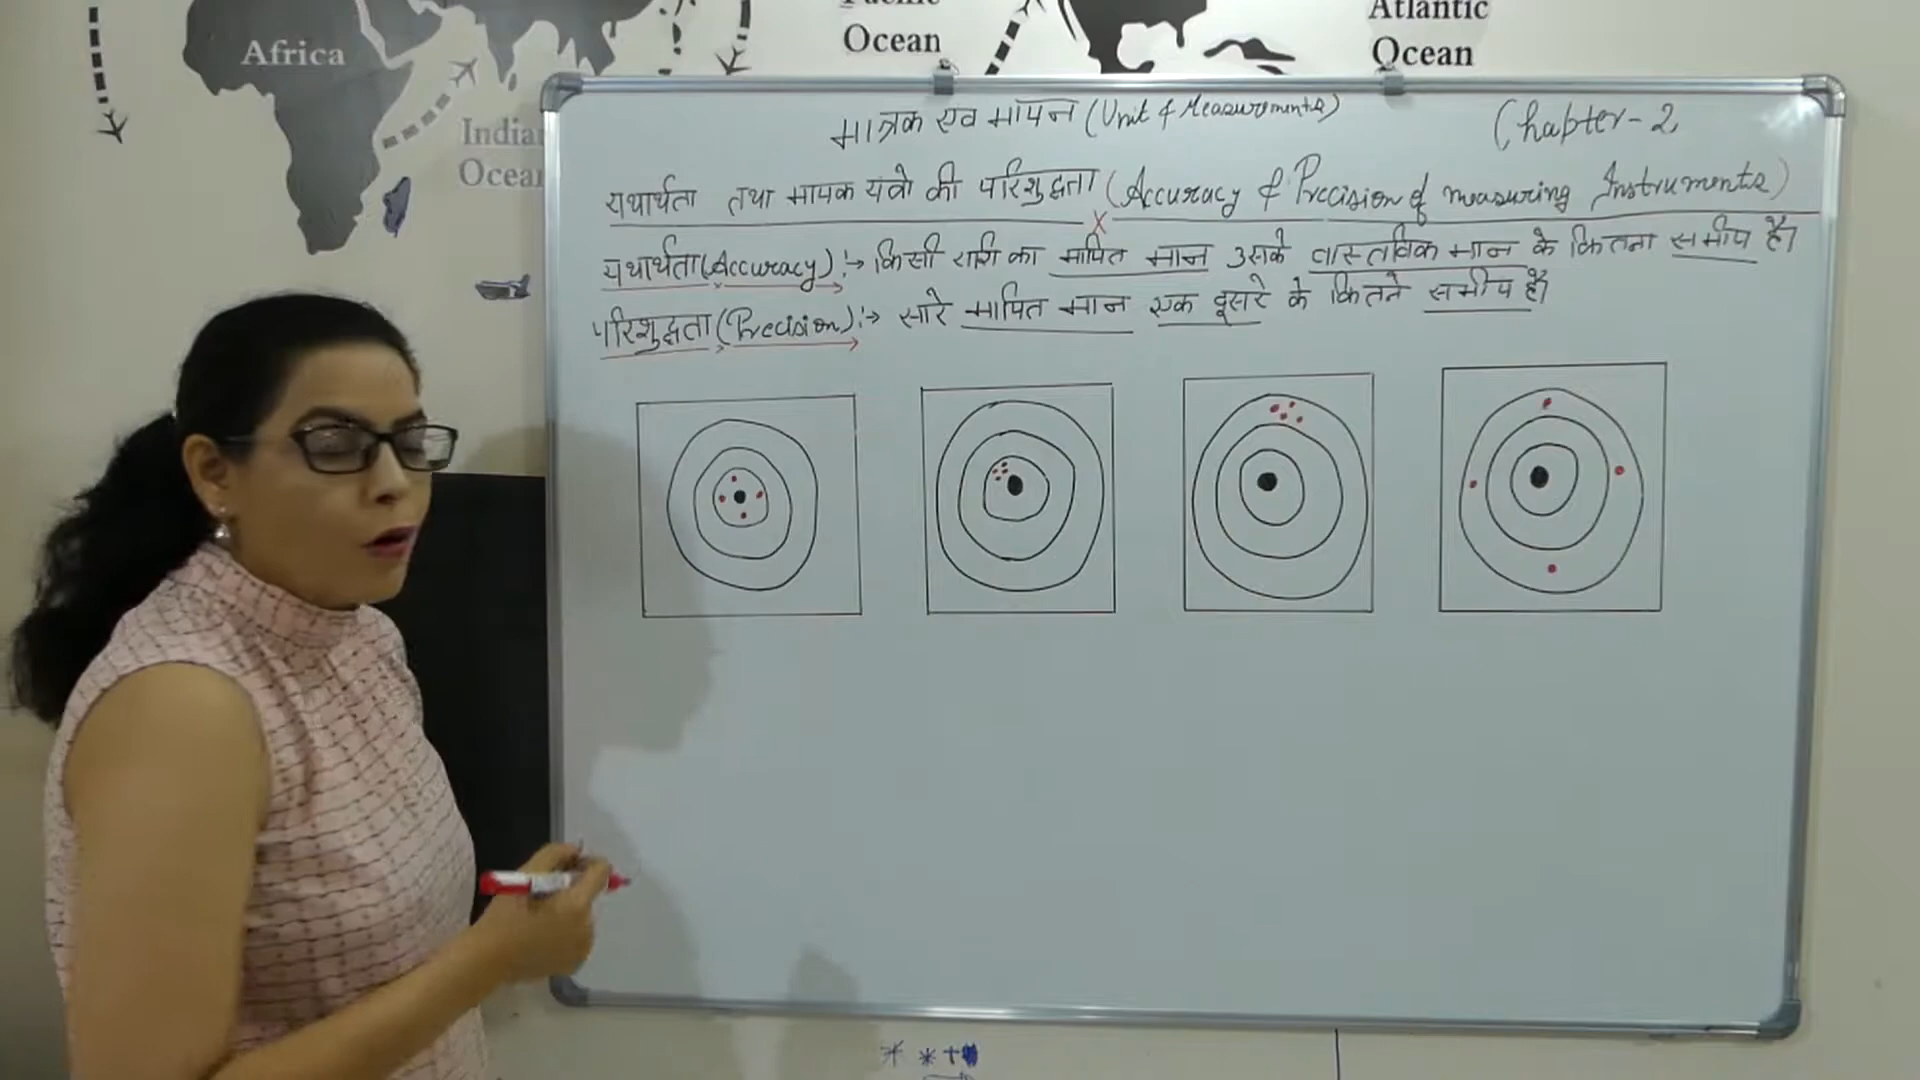 Pacific
Ocean
Atlantic
Ocean
Africa
Indian
Ocean
मात्रक एव मापन (Unit & Measurements)
Chapter-2
यथार्थता तथा मापक यंत्रो की परिशुद्धता (Accuracy & Precision of measuring Instruments)
यथार्थता (Accuracy) :→ किसी राशि का मापित मान उसके वास्तविक मान के कितना समीप है।
परिशुद्धता (Precision) :→ सारे मापित मान एक दूसरे के कितने समीप है।